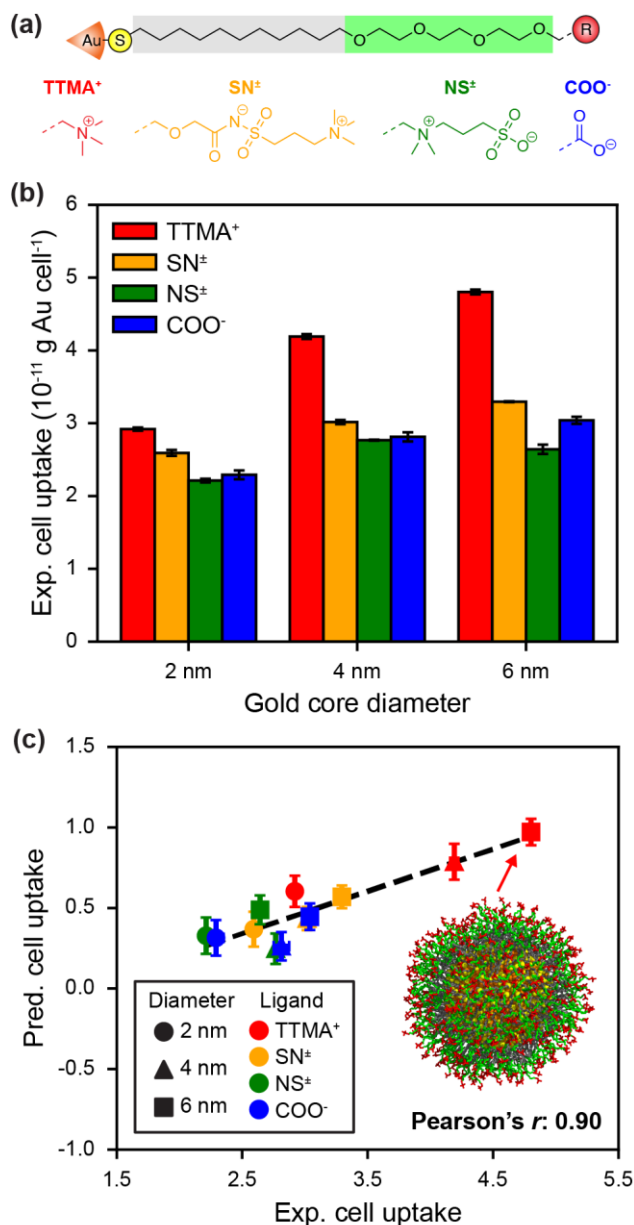 (a)
Au S O O O O R
TTMA⁺ SN± NS± COO⁻
N⊕ O O N⊖ S O O N⊕ N⊕ S O O O⊖ O O⊖
(b)
Exp. cell uptake (10⁻¹¹ g Au cell⁻¹)
6
5
4
3
2
1
0
TTMA⁺
SN±
NS±
COO⁻
2 nm 4 nm 6 nm
Gold core diameter
(c)
Pred. cell uptake
1.5
1.0
0.5
0.0
-0.5
-1.0
Diameter Ligand
2 nm TTMA⁺
4 nm SN±
6 nm NS±
COO⁻
Pearson's r: 0.90
1.5 2.5 3.5 4.5 5.5
Exp. cell uptake